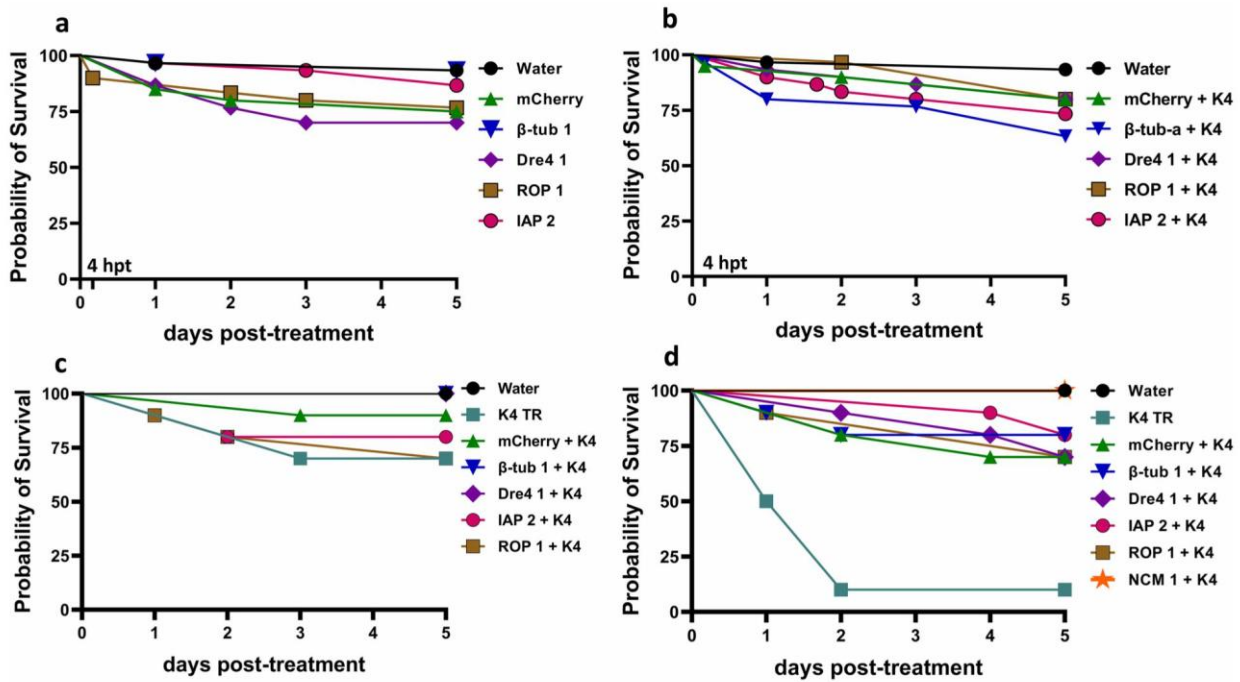 a
Probability of Survival
100
75
50
25
0
4 hpt
0 1 2 3 4 5
days post-treatment
Water
mCherry
β-tub 1
Dre4 1
ROP 1
IAP 2
b
Probability of Survival
100
75
50
25
0
4 hpt
0 1 2 3 4 5
days post-treatment
Water
mCherry + K4
β-tub-a + K4
Dre4 1 + K4
ROP 1 + K4
IAP 2 + K4
c
Probability of Survival
100
75
50
25
0
0 1 2 3 4 5
days post-treatment
Water
K4 TR
mCherry + K4
β-tub 1 + K4
Dre4 1 + K4
IAP 2 + K4
ROP 1 + K4
d
Probability of Survival
100
75
50
25
0
0 1 2 3 4 5
days post-treatment
Water
K4 TR
mCherry + K4
β-tub 1 + K4
Dre4 1 + K4
IAP 2 + K4
ROP 1 + K4
NCM 1 + K4